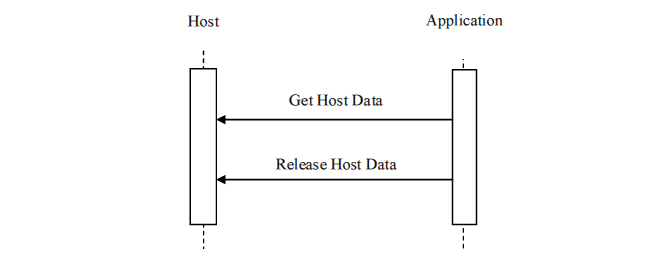 Host
Application
Get Host Data
Release Host Data